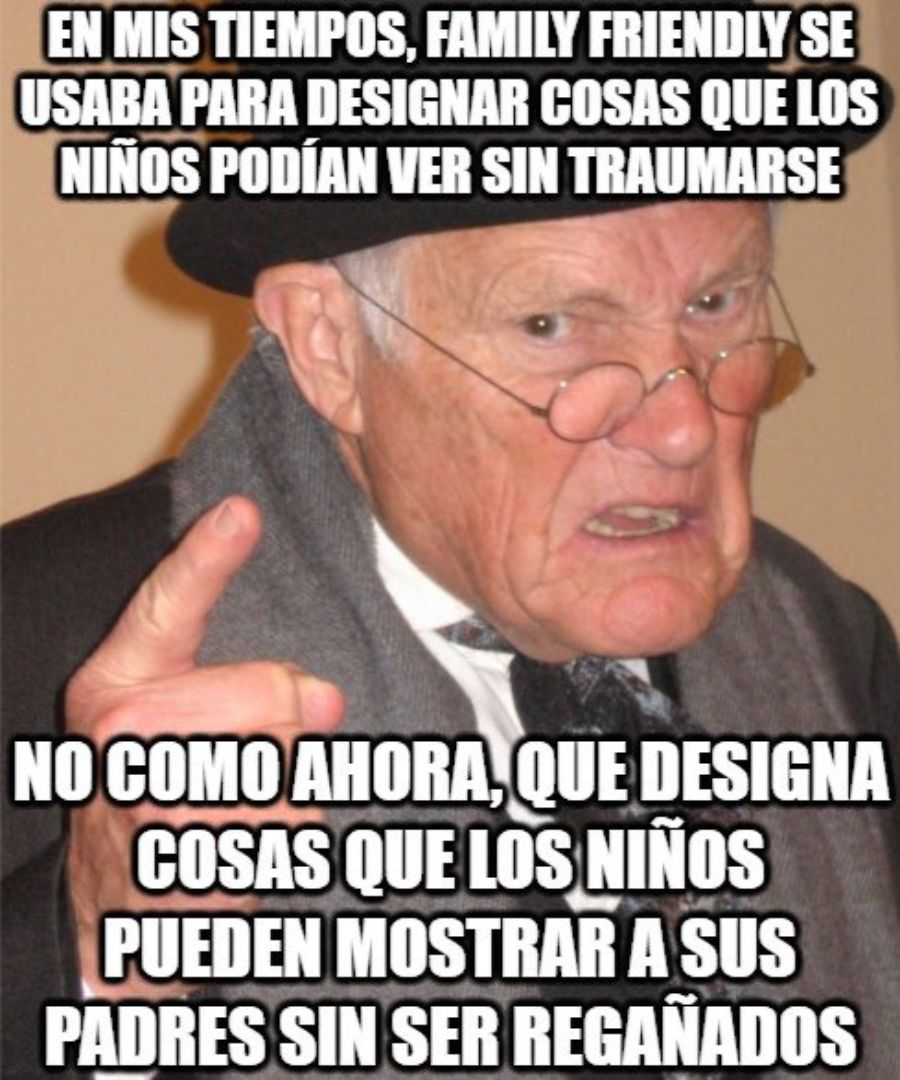 EN MIS TIEMPOS, FAMILY FRIENDLY SE
USABA PARA DESIGNAR COSAS QUE LOS
NIÑOS PODÍAN VER SIN TRAUMARSE
NO COMO AHORA, QUE DESIGNA
COSAS QUE LOS NIÑOS
PUEDEN MOSTRAR A SUS
PADRES SIN SER REGAÑADOS